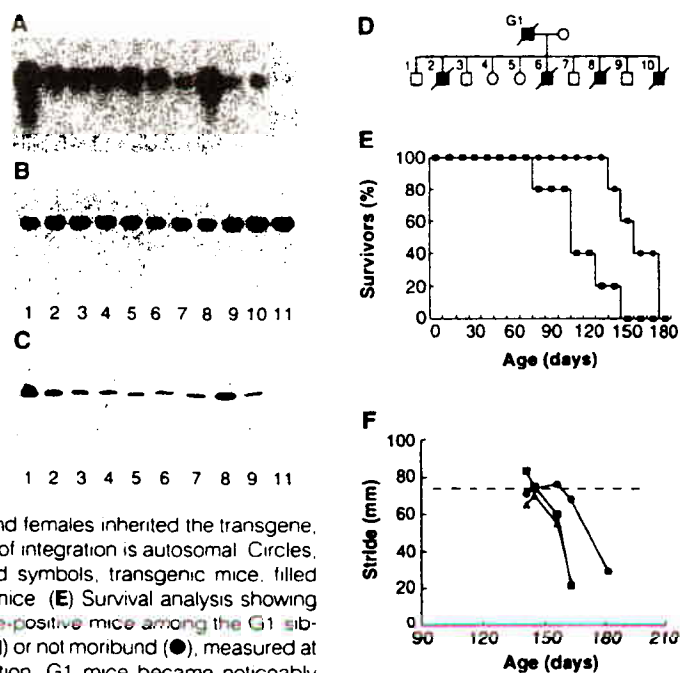 A
B
1 2 3 4 5 6 7 8 9 10 11
C
1 2 3 4 5 6 7 8 9 11
nd females inherited the transgene,
of integration is autosomal. Circles,
d symbols, transgenic mice, filled
nice. (E) Survival analysis showing
e-positive mice among the G1 sib-
]) or not moribund (●), measured at
tion. G1 mice became noticeably
D
G1
1 2 3 4 5 6 7 8 9 10
E
Survivors (%)
100
80
60
40
20
0
0 30 60 90 120 150 180
Age (days)
F
Stride (mm)
100
80
60
40
20
0
90 120 150 180 210
Age (days)